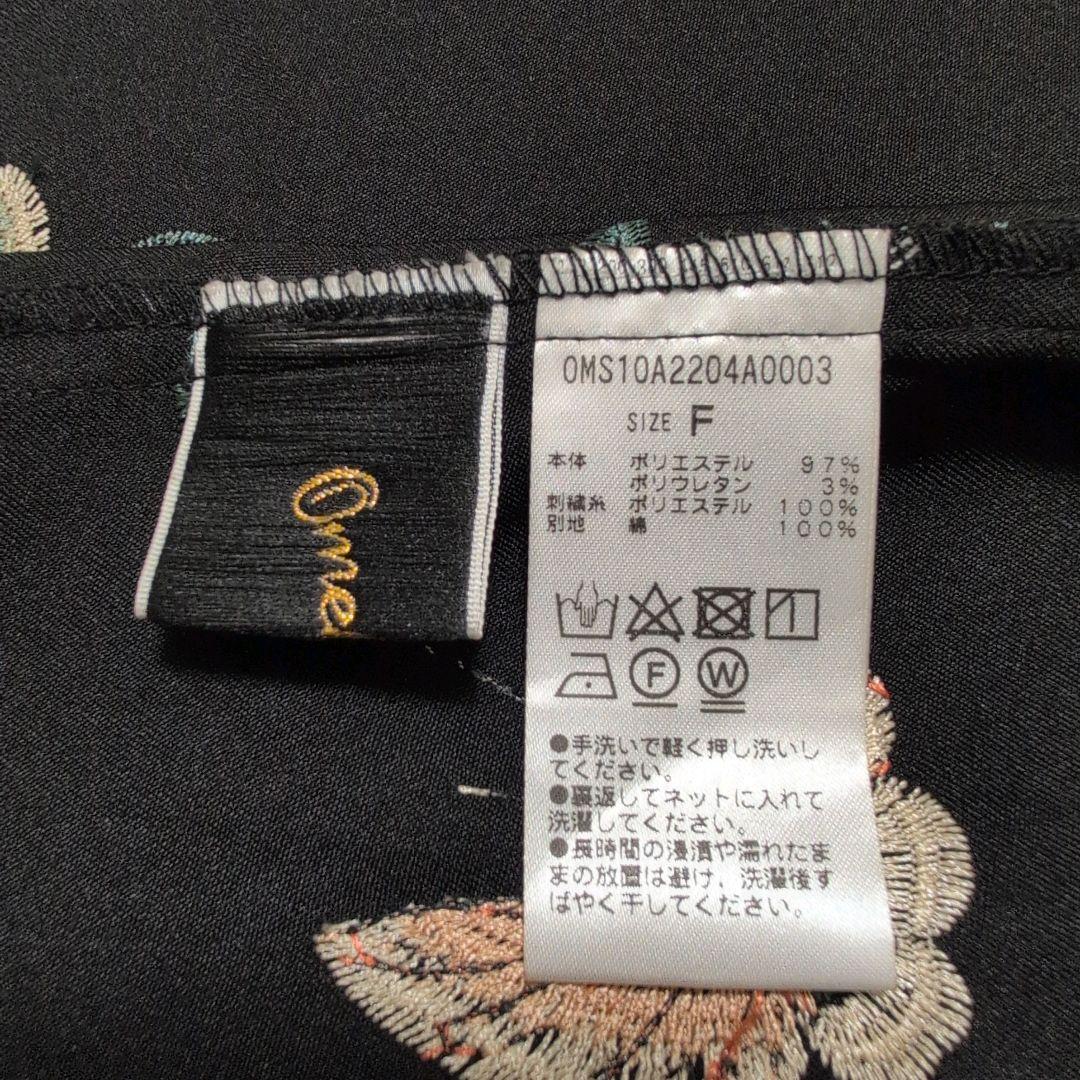 Ome
OMS10A2204A0003
SIZE F
本体 ポリエステル 97%
ポリウレタン 3%
刺繍糸 ポリエステル 100%
別地 綿 100%
F W
●手洗いで軽く押し洗いし
てください。
●裏返してネットに入れて
洗濯してください。
●長時間の浸漬や濡れたま
まの放置は避け、洗濯後す
ばやく干してください。